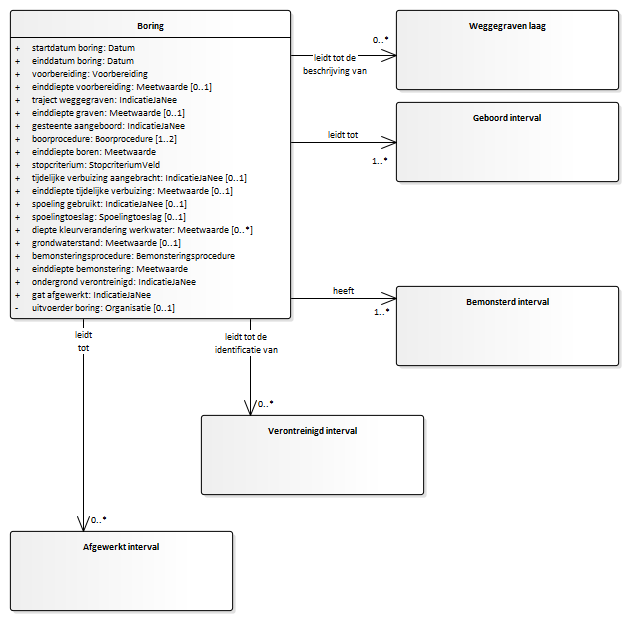 Boring
+ startdatum boring: Datum
+ einddatum boring: Datum
+ voorbereiding: Voorbereiding
+ einddiepte voorbereiding: Meetwaarde [0..1]
+ traject weggegraven: IndicatieJaNee
+ einddiepte graven: Meetwaarde [0..1]
+ gesteente aangeboord: IndicatieJaNee
+ boorprocedure: Boorprocedure [1..2]
+ einddiepte boren: Meetwaarde
+ stopcriterium: StopcriteriumVeld
+ tijdelijke verbuizing aangebracht: IndicatieJaNee [0..1]
+ einddiepte tijdelijke verbuizing: Meetwaarde [0..1]
+ spoeling gebruikt: IndicatieJaNee [0..1]
+ spoelingtoeslag: Spoelingtoeslag [0..1]
+ diepte kleurverandering werkwater: Meetwaarde [0..*]
+ grondwaterstand: Meetwaarde [0..1]
+ bemonsteringsprocedure: Bemonsteringsprocedure
+ einddiepte bemonstering: Meetwaarde
+ ondergrond verontreinigd: IndicatieJaNee
+ gat afgewerkt: IndicatieJaNee
- uitvoerder boring: Organisatie [0..1]
leidt tot de
beschrijving van
0..*
Weggegraven laag
leidt tot
1..*
Geboord interval
heeft
1..*
Bemonsterd interval
leidt tot de
identificatie van
0..*
Verontreinigd interval
leidt
tot
0..*
Afgewerkt interval